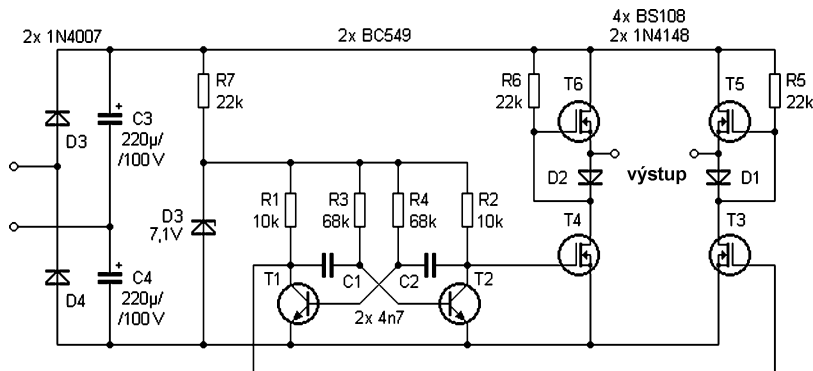 4x BS108
2x 1N4007
2x BC549
2x 1N4148
R7
22k
R6
22k
T6
T5
R5
22k
+
C3
220µ/
/100V
D3
D3
7,1V
R1
10k
R3
68k
R4
68k
R2
10k
D2
výstup
D1
T4
T3
+
C4
220µ/
/100V
D4
T1
C1
C2
T2
2x 4n7